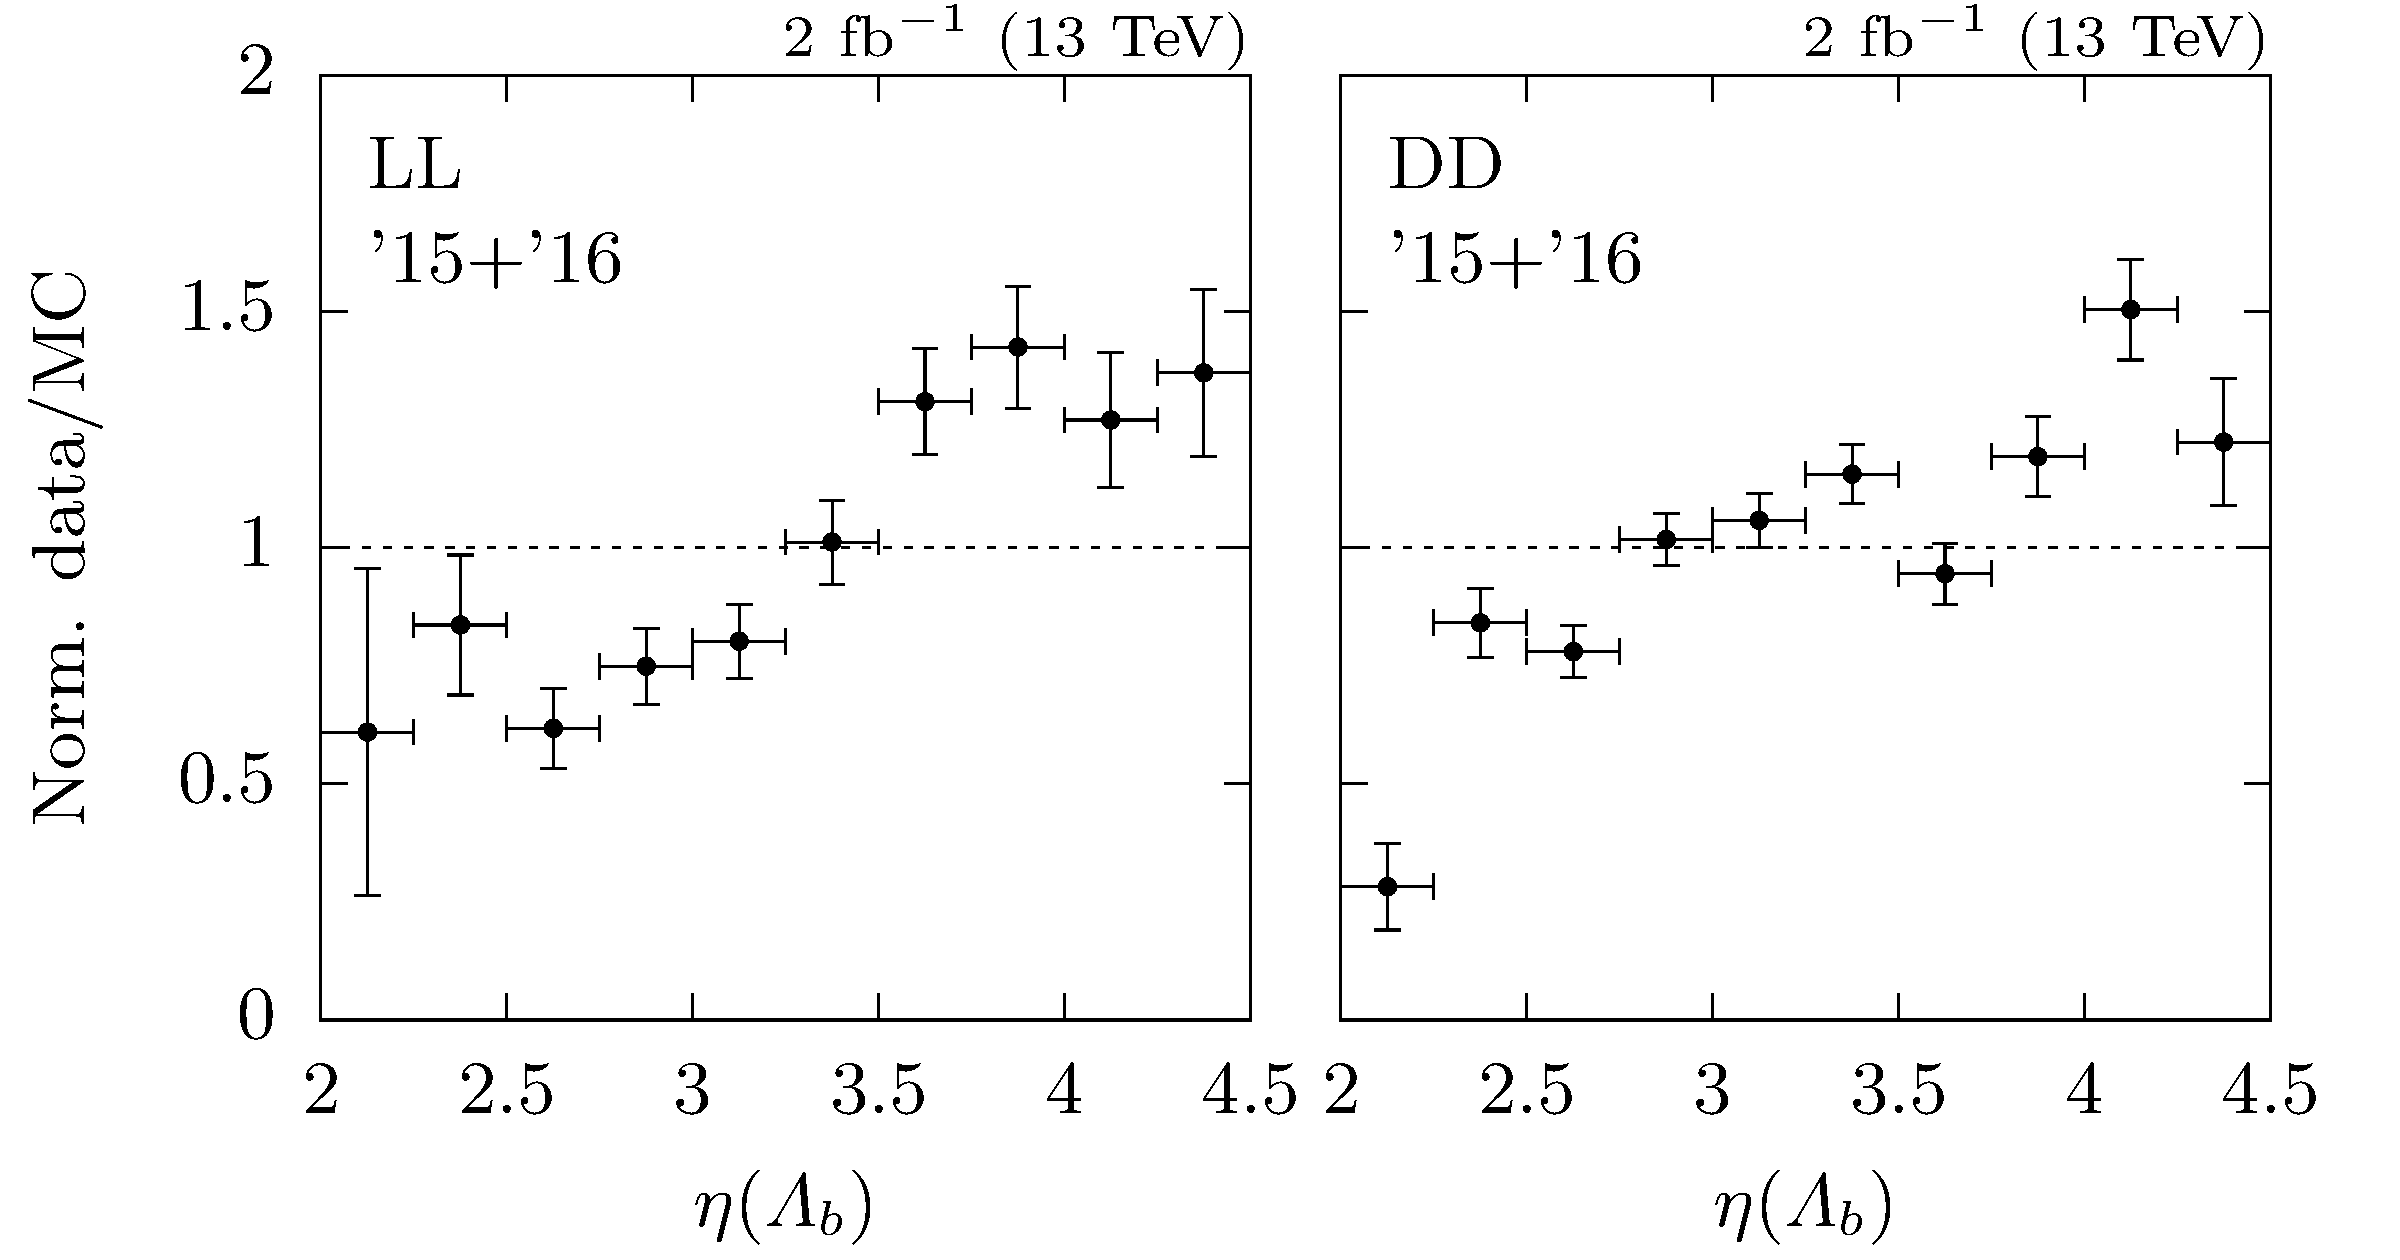 2 fb⁻¹ (13 TeV)
2 fb⁻¹ (13 TeV)
LL
'15+'16
DD
'15+'16
Norm. data/MC
2
1.5
1
0.5
0
2 2.5 3 3.5 4 4.5
2 2.5 3 3.5 4 4.5
η(Λ_b)
η(Λ_b)